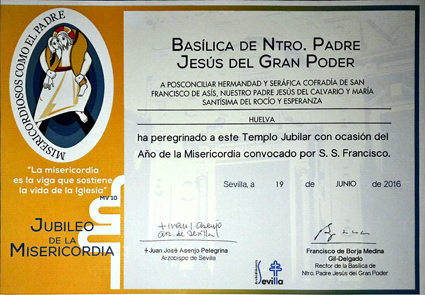 MISERICORDIOSOS COMO EL PADRE
"La misericordia
es la viga que sostiene
la vida de la Iglesia"
MV 10
JUBILEO
DE LA
MISERICORDIA
BASÍLICA DE NTRO. PADRE
JESÚS DEL GRAN PODER
A POSCONCILIAR HERMANDAD Y SERÁFICA COFRADÍA DE SAN
FRANCISCO DE ASÍS, NUESTRO PADRE JESÚS DEL CALVARIO Y MARÍA
SANTÍSIMA DEL ROCÍO Y ESPERANZA
HUELVA
ha peregrinado a este Templo Jubilar con ocasión del
Año de la Misericordia convocado por S. S. Francisco.
Sevilla, a 19 de JUNIO de 2016
+ Juan J. Asenjo
arz. de Sevilla
+ Juan José Asenjo Pelegrina
Arzobispo de Sevilla
Sevilla
Francisco de Borja Medina
Gil-Delgado
Rector de la Basílica de
Ntro. Padre Jesús del Gran Poder